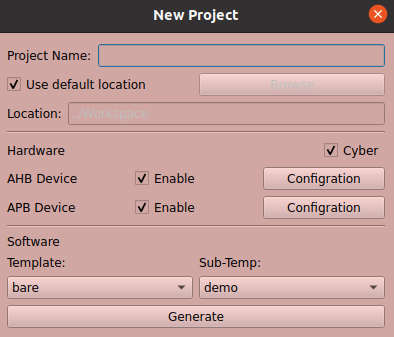 New Project
Project Name:
Use default location Browse
Location: ./Workspace
Hardware Cyber
AHB Device Enable Configration
APB Device Enable Configration
Software
Template: Sub-Temp:
bare demo
Generate